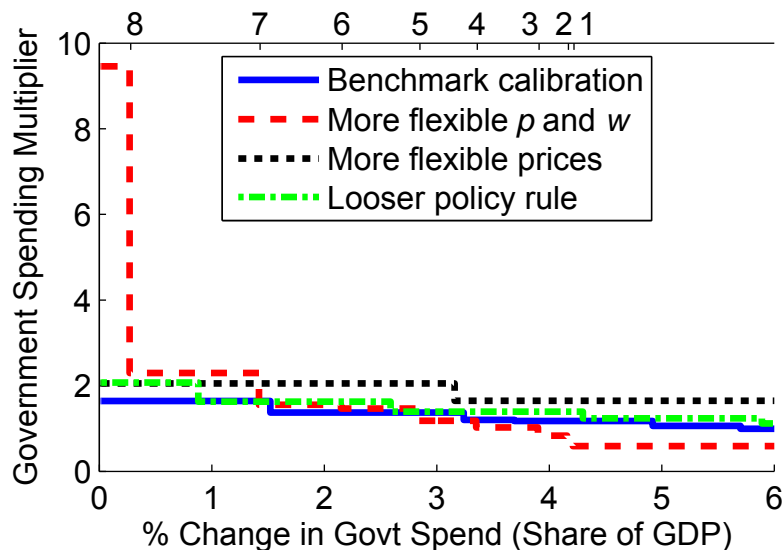 8 7 6 5 4 3 2 1
10
8
6
4
2
0
Government Spending Multiplier
Benchmark calibration
More flexible p and w
More flexible prices
Looser policy rule
0 1 2 3 4 5 6
% Change in Govt Spend (Share of GDP)